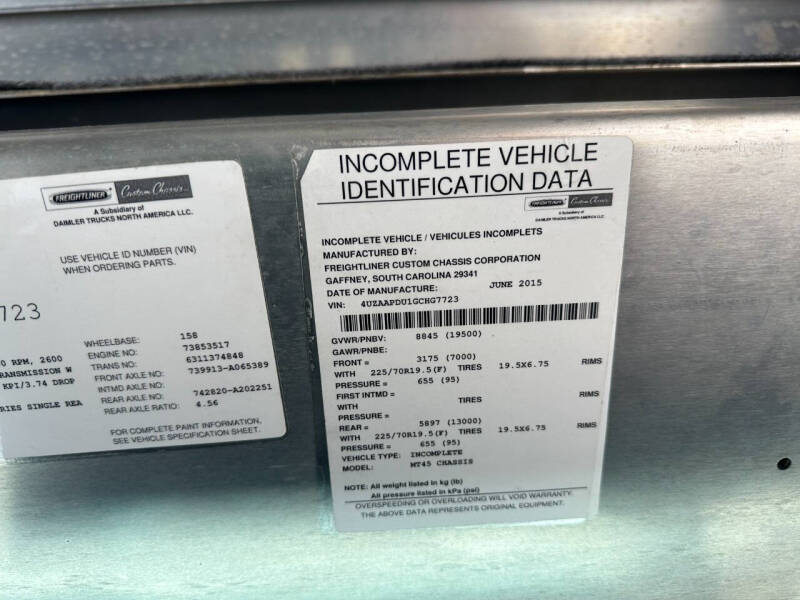 FREIGHTLINER Custom Chassis
A Subsidiary of
DAIMLER TRUCKS NORTH AMERICA LLC.
USE VEHICLE ID NUMBER (VIN)
WHEN ORDERING PARTS.
7723
WHEELBASE: 158
ENGINE NO: 73853517
0 RPM, 2600 TRANS NO: 6311374848
RANSMISSION W FRONT AXLE NO: 739913-A065389
KPI/3.74 DROP INTMD AXLE NO:
REAR AXLE NO: 742820-A202251
RIES SINGLE REA REAR AXLE RATIO: 4.56
FOR COMPLETE PAINT INFORMATION,
SEE VEHICLE SPECIFICATION SHEET.
INCOMPLETE VEHICLE
IDENTIFICATION DATA
FREIGHTLINER Custom Chassis
A Subsidiary of
DAIMLER TRUCKS NORTH AMERICA LLC.
INCOMPLETE VEHICLE / VEHICULES INCOMPLETS
MANUFACTURED BY:
FREIGHTLINER CUSTOM CHASSIS CORPORATION
GAFFNEY, SOUTH CAROLINA 29341
DATE OF MANUFACTURE: JUNE 2015
VIN: 4UZAAPDU1GCHG7723
GVWR/PNBV: 8845 (19500)
GAWR/PNBE:
FRONT = 3175 (7000)
WITH 225/70R19.5(F) TIRES 19.5X6.75 RIMS
PRESSURE = 655 (95)
FIRST INTMD =
WITH TIRES RIMS
PRESSURE =
REAR = 5897 (13000)
WITH 225/70R19.5(F) TIRES 19.5X6.75 RIMS
PRESSURE = 655 (95)
VEHICLE TYPE: INCOMPLETE
MODEL: MT45 CHASSIS
NOTE: All weight listed in kg (lb)
All pressure listed in kPa (psi)
OVERSPEEDING OR OVERLOADING WILL VOID WARRANTY.
THE ABOVE DATA REPRESENTS ORIGINAL EQUIPMENT.